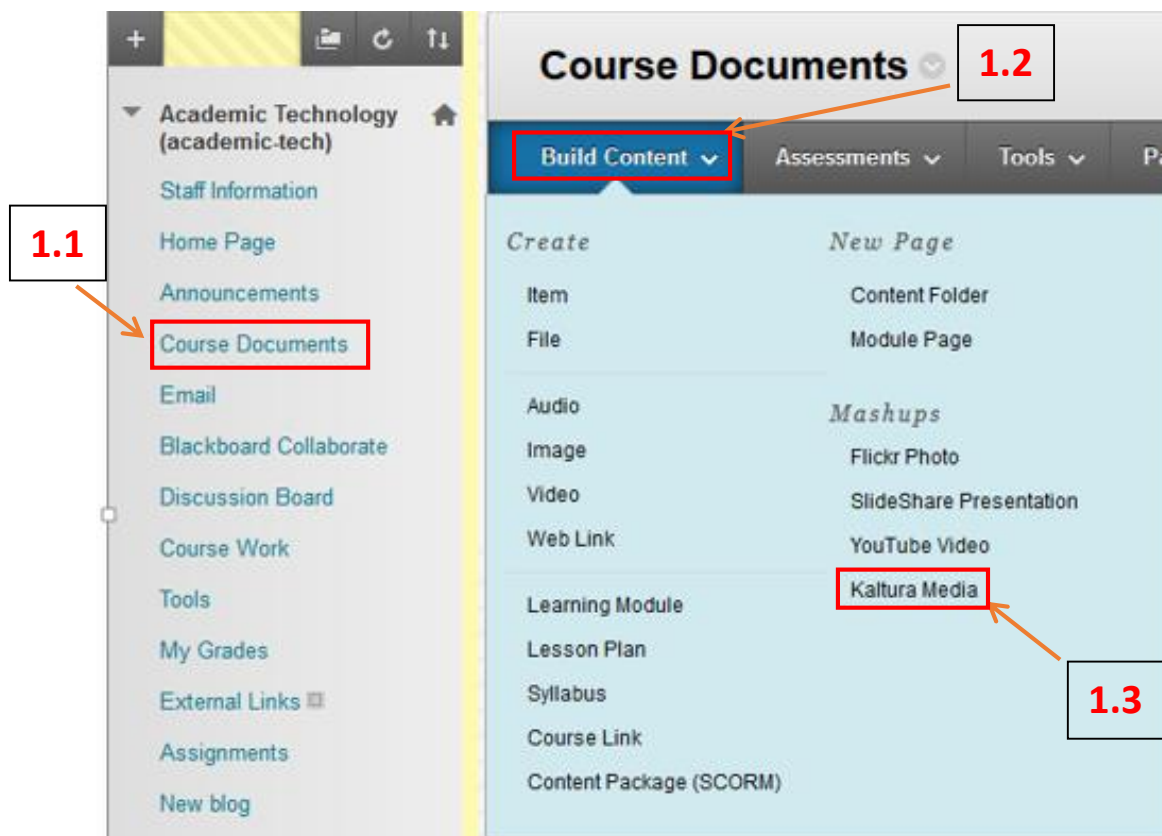 Academic Technology
(academic-tech)
Staff Information
1.1
Home Page
Announcements
Course Documents
Email
Blackboard Collaborate
Discussion Board
Course Work
Tools
My Grades
External Links
Assignments
New blog
Course Documents
1.2
Build Content
Assessments
Tools
Pa
Create
Item
File
Audio
Image
Video
Web Link
Learning Module
Lesson Plan
Syllabus
Course Link
Content Package (SCORM)
New Page
Content Folder
Module Page
Mashups
Flickr Photo
SlideShare Presentation
YouTube Video
Kaltura Media
1.3